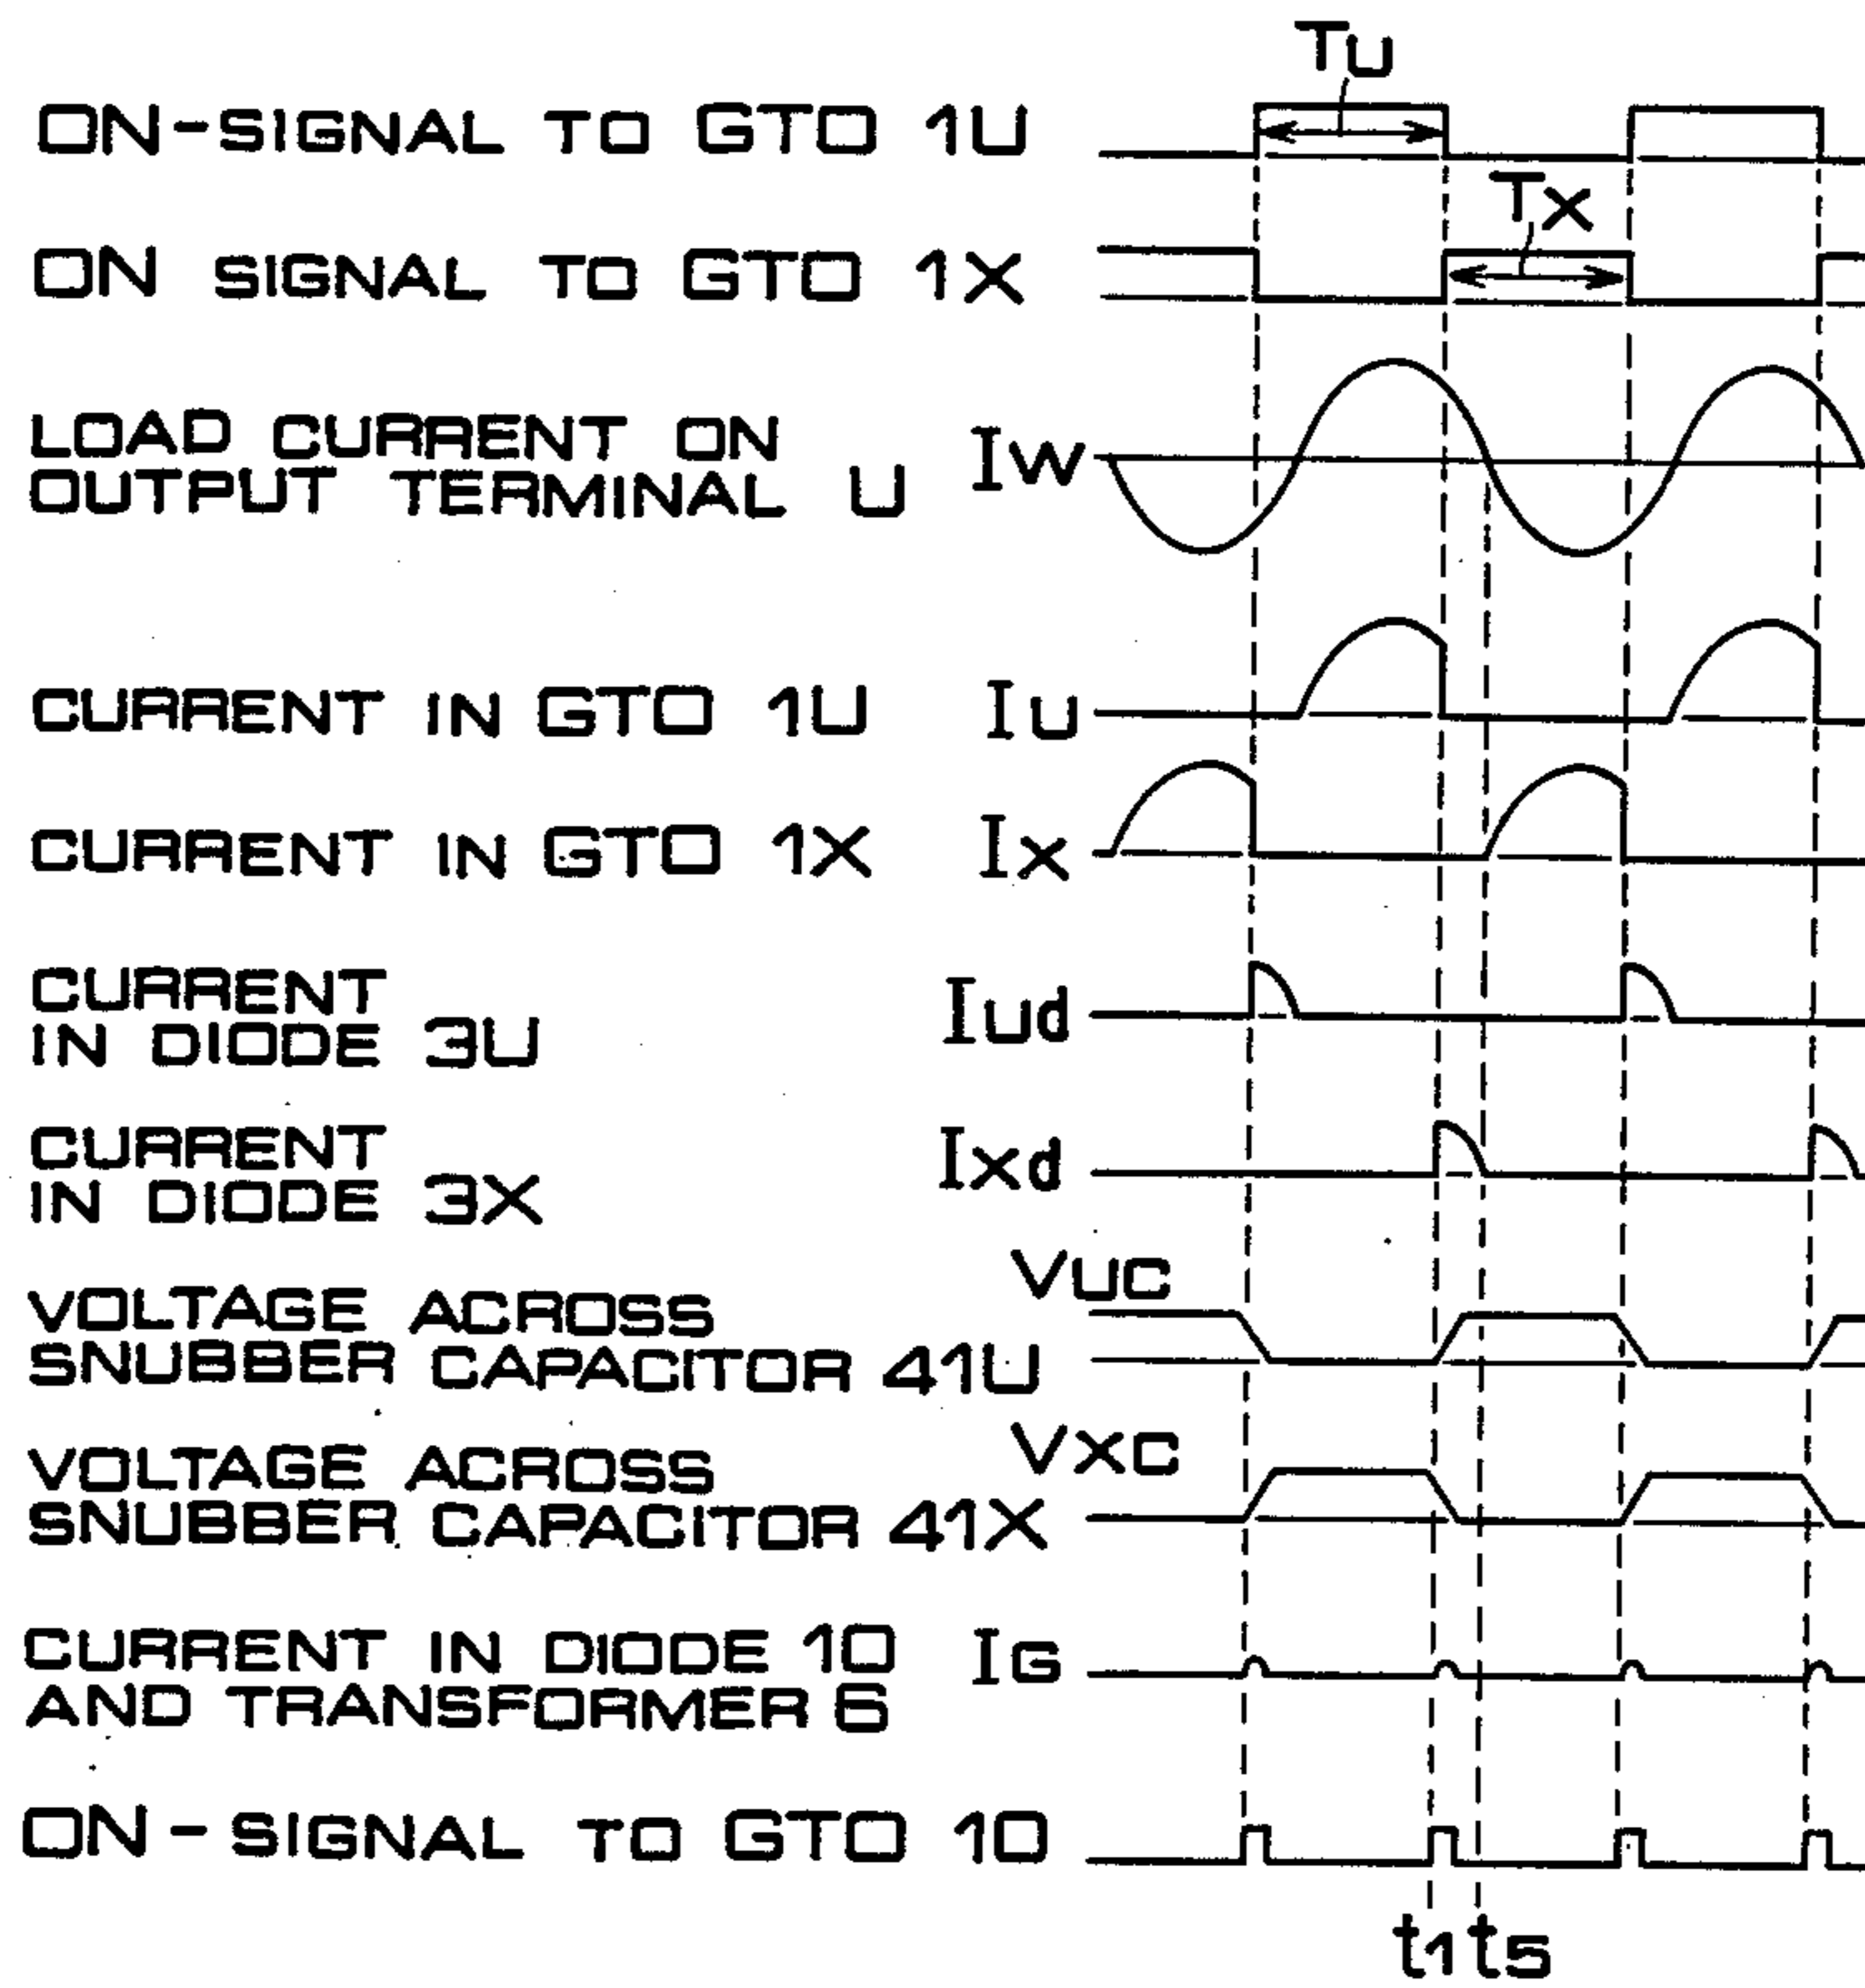 TU
ON-SIGNAL TO GTO 1U
TX
ON SIGNAL TO GTO 1X
LOAD CURRENT ON
OUTPUT TERMINAL U
IW
CURRENT IN GTO 1U IU
CURRENT IN GTO 1X IX
CURRENT
IN DIODE 3U
IUd
CURRENT
IN DIODE 3X
IXd
VUC
VOLTAGE ACROSS
SNUBBER CAPACITOR 41U
VXC
VOLTAGE ACROSS
SNUBBER CAPACITOR 41X
CURRENT IN DIODE 10 IG
AND TRANSFORMER 6
ON-SIGNAL TO GTO 10
t1 t5